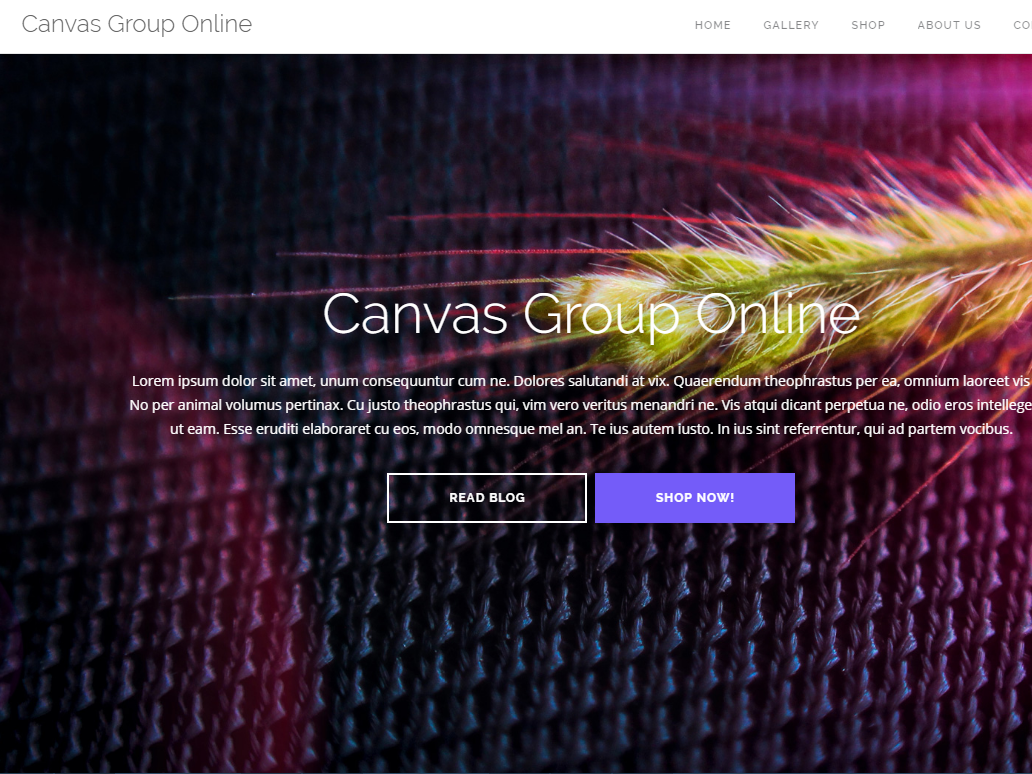 Canvas Group Online
HOME GALLERY SHOP ABOUT US
Canvas Group Online
Lorem ipsum dolor sit amet, unum consequuntur cum ne. Dolores salutandi at vix. Quaerendum theophrastus per ea, omnium laoreet vis
No per animal volumus pertinax. Cu justo theophrastus qui, vim vero veritus menandri ne. Vis atqui dicant perpetua ne, odio eros intellege
ut eam. Esse eruditi elaboraret cu eos, modo omnesque mel an. Te ius autem iusto. In ius sint referrentur, qui ad partem vocibus.
READ BLOG SHOP NOW!